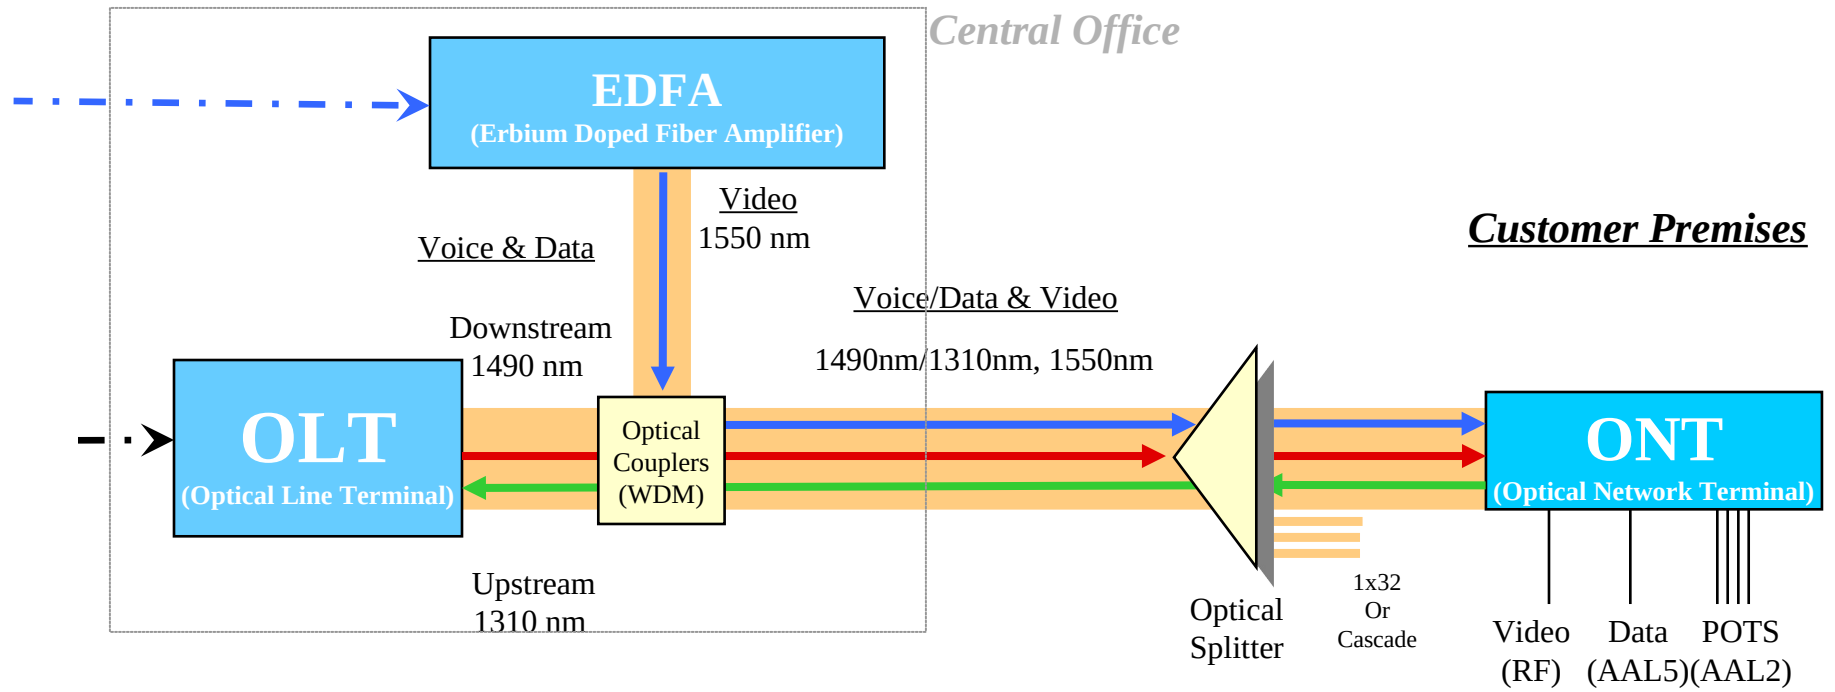 Central Office
EDFA
(Erbium Doped Fiber Amplifier)
Video
1550 nm
Voice & Data
Customer Premises
Voice/Data & Video
Downstream
1490 nm
1490nm/1310nm, 1550nm
OLT
(Optical Line Terminal)
Optical
Couplers
(WDM)
ONT
(Optical Network Terminal)
Upstream
1310 nm
Optical
Splitter
1x32
Or
Cascade
Video
(RF)
Data
(AAL5)
POTS
(AAL2)